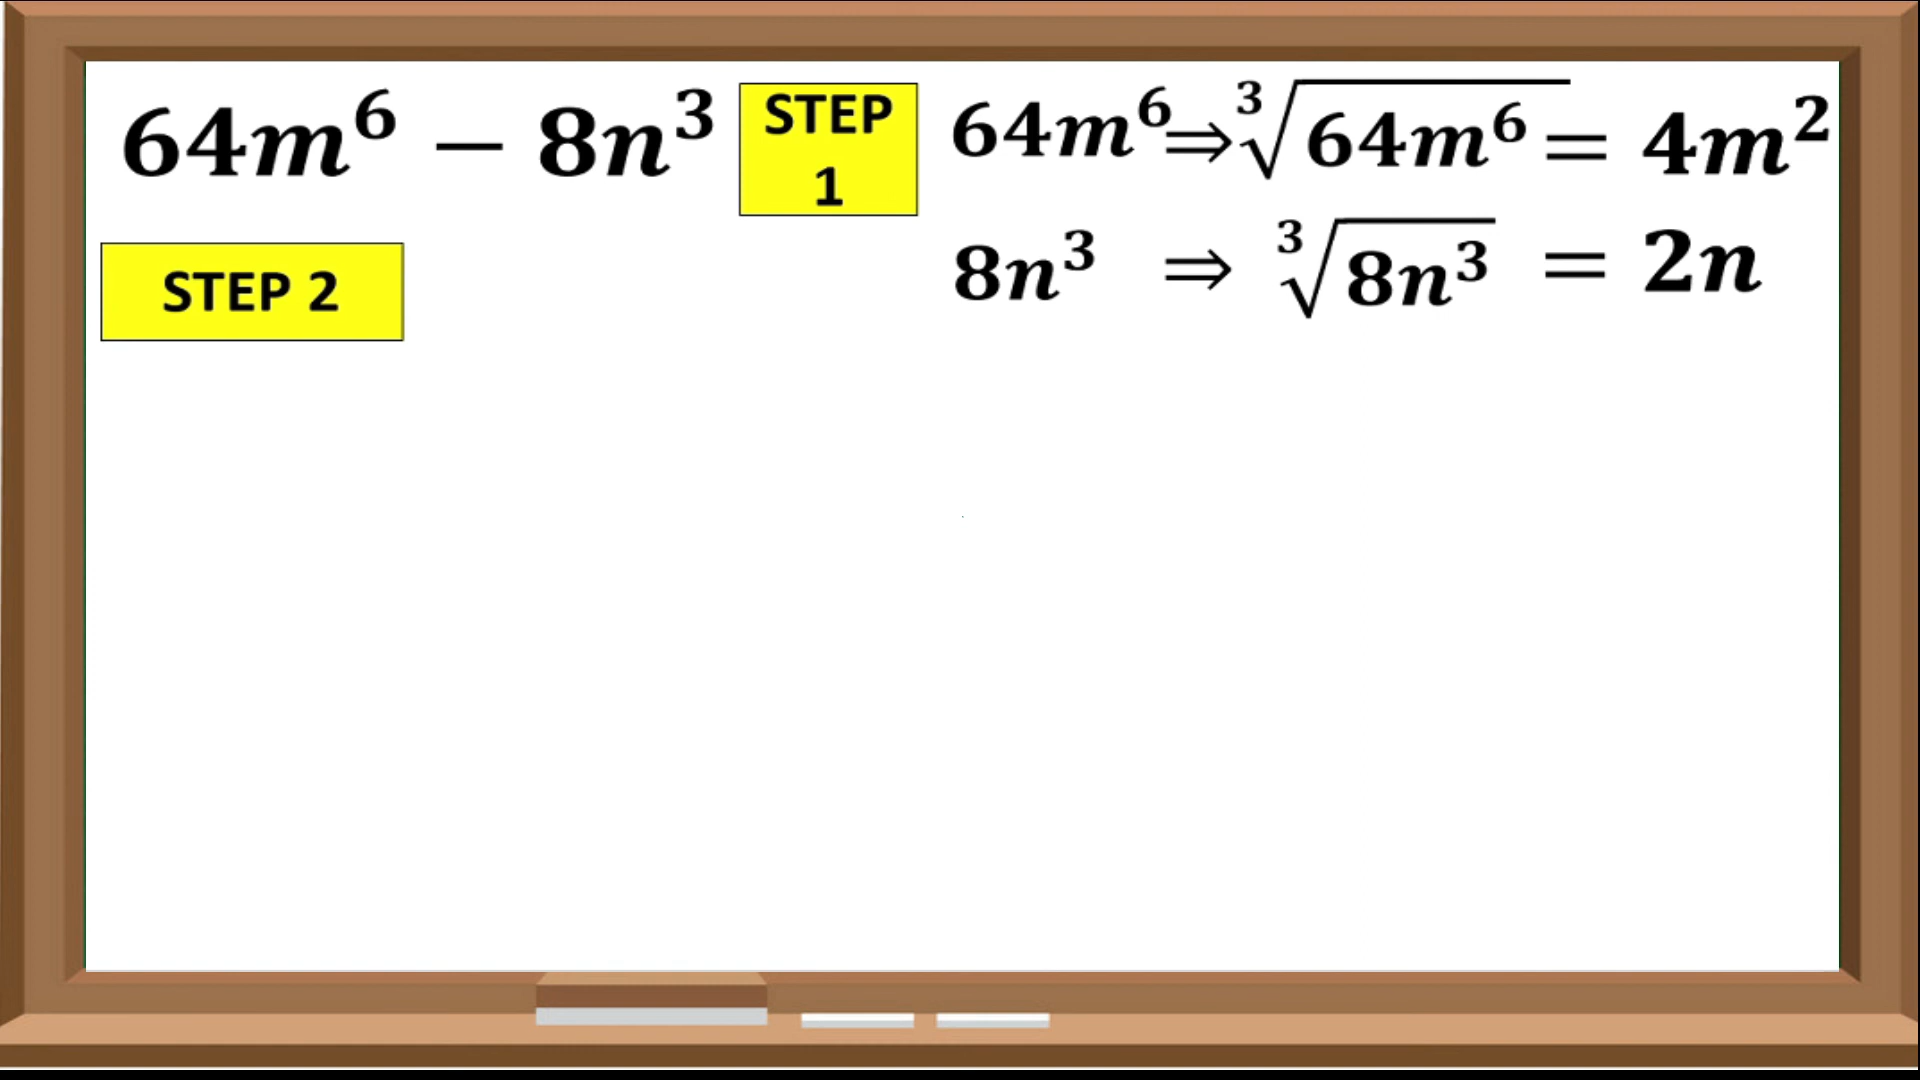 64m⁶ − 8n³
STEP
1
64m⁶ ⇒ ∛64m⁶ = 4m²
8n³ ⇒ ∛8n³ = 2n
STEP 2